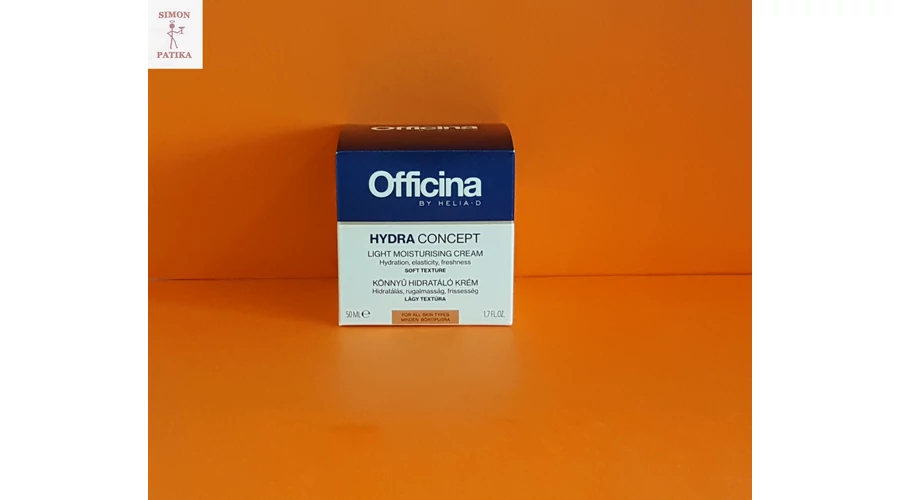 SIMON
PATIKA
Officina
Officina
BY HELIA-D
HYDRA CONCEPT
LIGHT MOISTURISING CREAM
Hydration, elasticity, freshness
SOFT TEXTURE
KÖNNYŰ HIDRATÁLÓ KRÉM
Hidratálás, rugalmasság, frissesség
LÁGY TEXTÚRA
50 ML ℮
FOR ALL SKIN TYPES
MINDEN BŐRTÍPUSRA
1.7 FL.OZ.